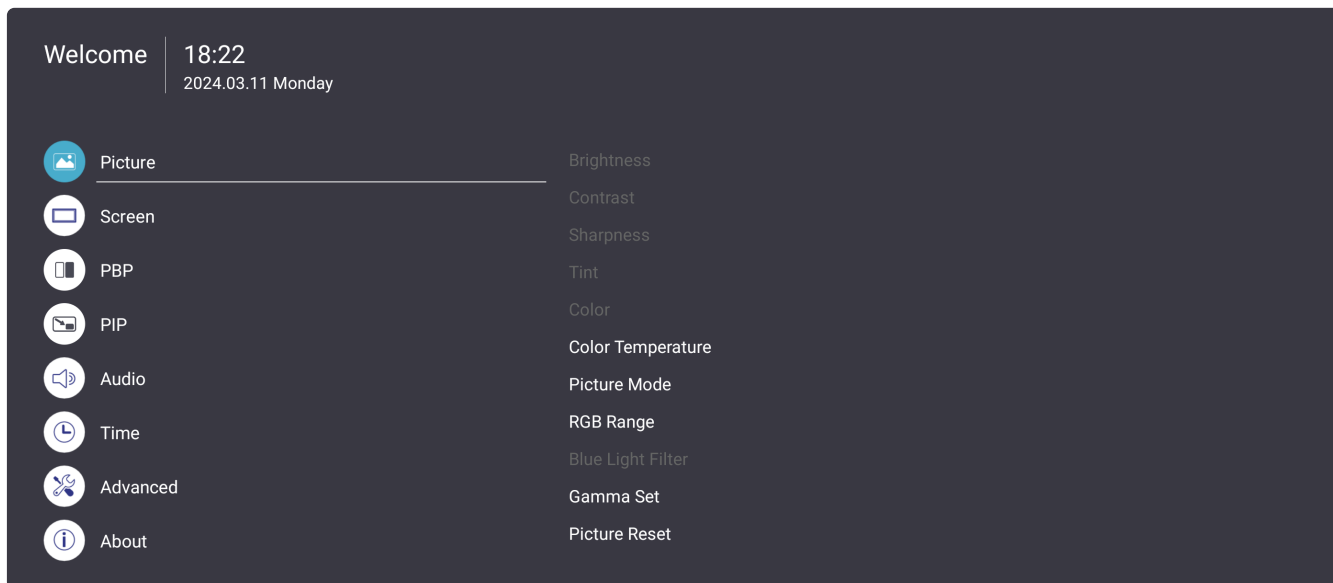 Welcome
18:22
2024.03.11 Monday
Picture
Screen
PBP
PIP
Audio
Time
Advanced
About
Brightness
Contrast
Sharpness
Tint
Color
Color Temperature
Picture Mode
RGB Range
Blue Light Filter
Gamma Set
Picture Reset